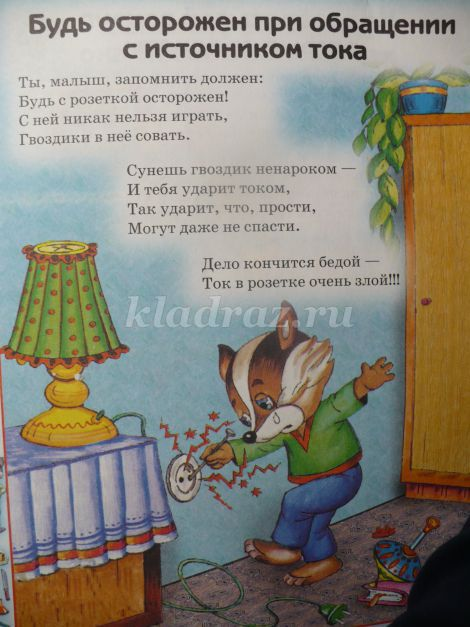 Будь осторожен при обращении
с источником тока
Ты, малыш, запомнить должен:
Будь с розеткой осторожен!
С ней никак нельзя играть,
Гвоздики в неё совать.
Сунешь гвоздик ненароком —
И тебя ударит током,
Так ударит, что, прости,
Могут даже не спасти.
Дело кончится бедой —
Ток в розетке очень злой!!!
kladraz.ru